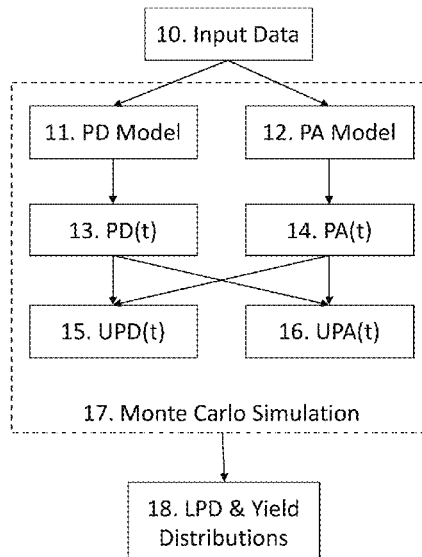 10. Input Data
11. PD Model
12. PA Model
13. PD(t)
14. PA(t)
15. UPD(t)
16. UPA(t)
17. Monte Carlo Simulation
18. LPD & Yield
Distributions